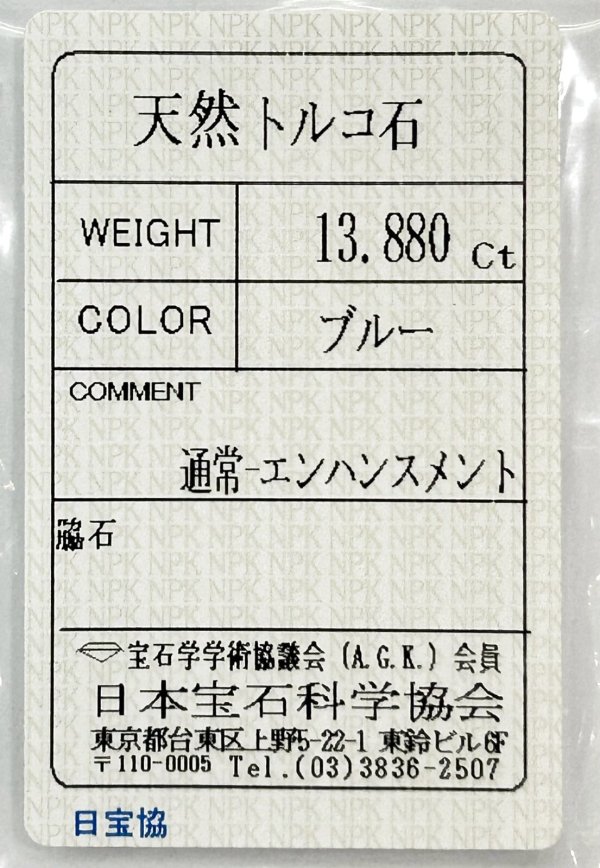 天然トルコ石
WEIGHT 13.880 Ct
COLOR ブルー
COMMENT
通常-エンハンスメント
脇石
宝石学学術協議会(A.G.K.)会員
日本宝石科学協会
東京都台東区上野5-22-1 東鈴ビル6F
〒110-0005 Tel.(03)3836-2507
日宝協